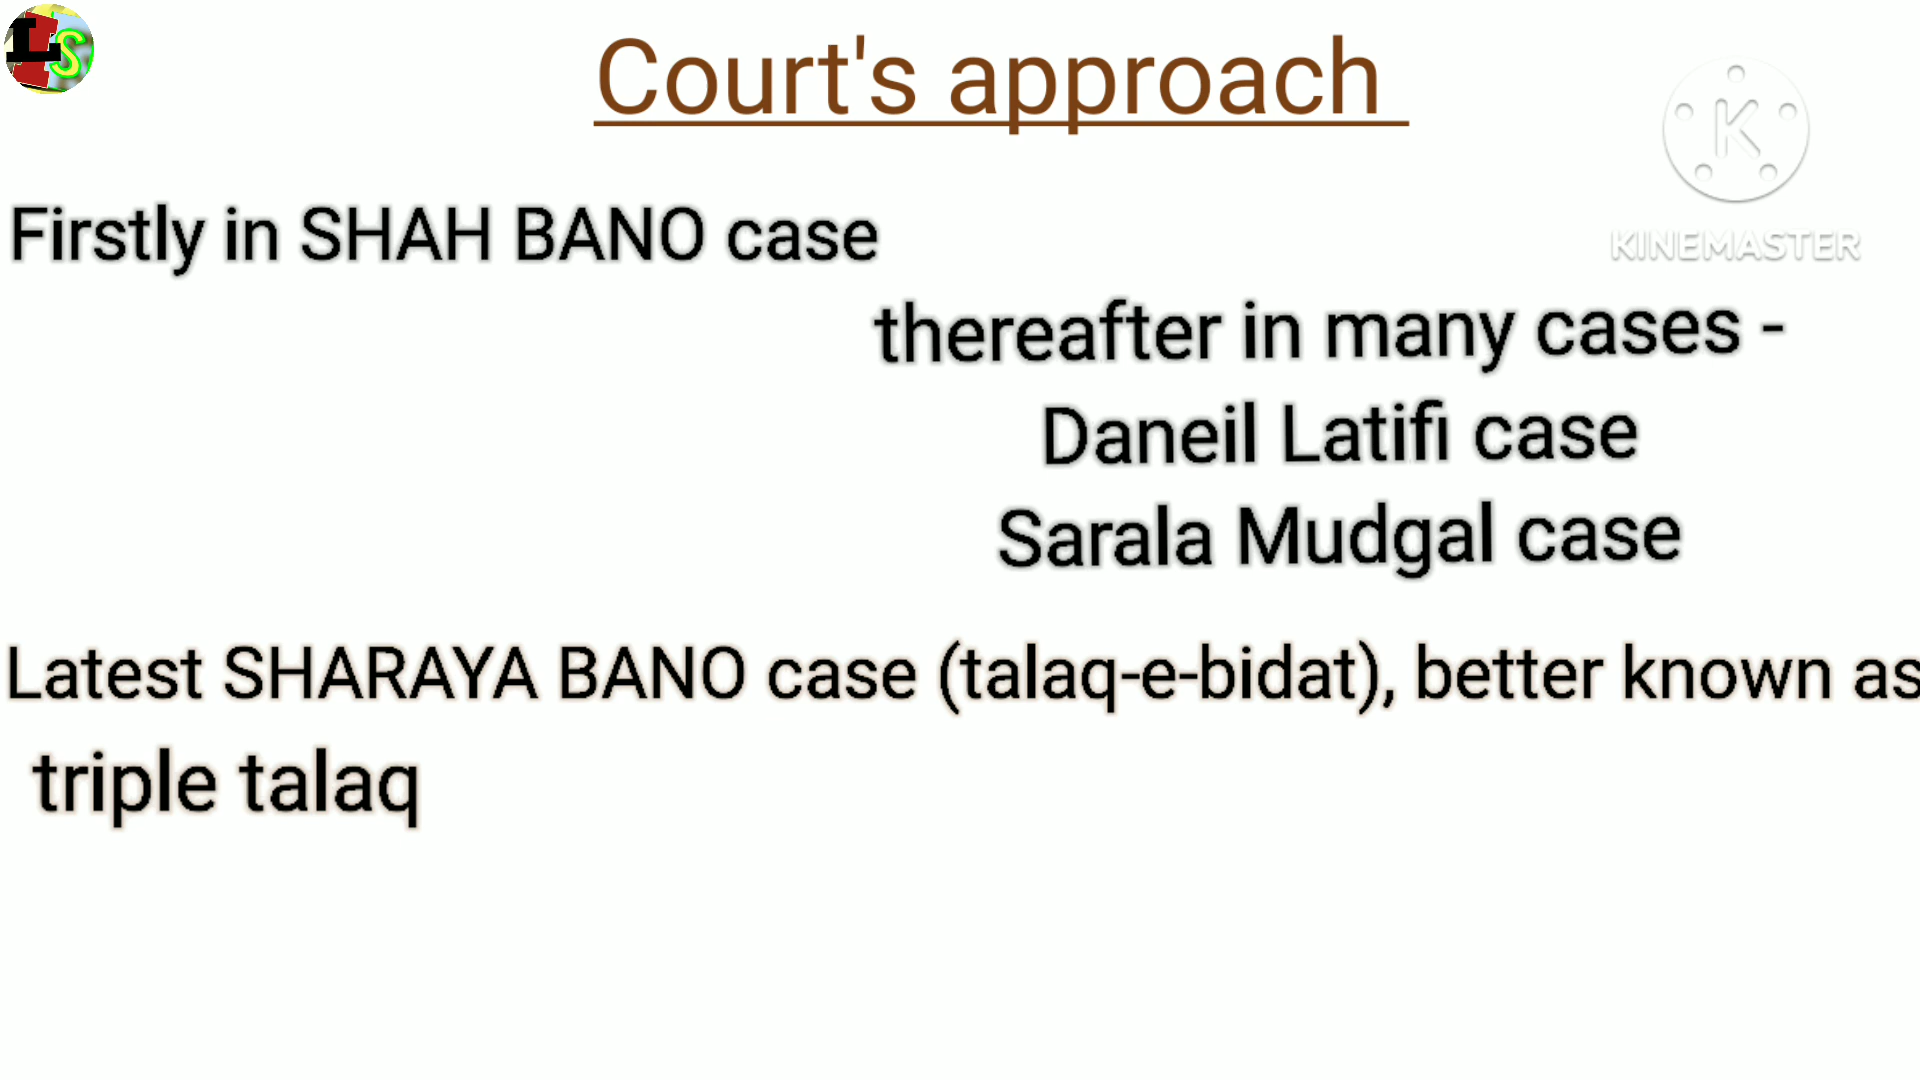 LS
Court's approach
KINEMASTER
Firstly in SHAH BANO case
thereafter in many cases -
Daneil Latifi case
Sarala Mudgal case
Latest SHARAYA BANO case (talaq-e-bidat), better known as
triple talaq